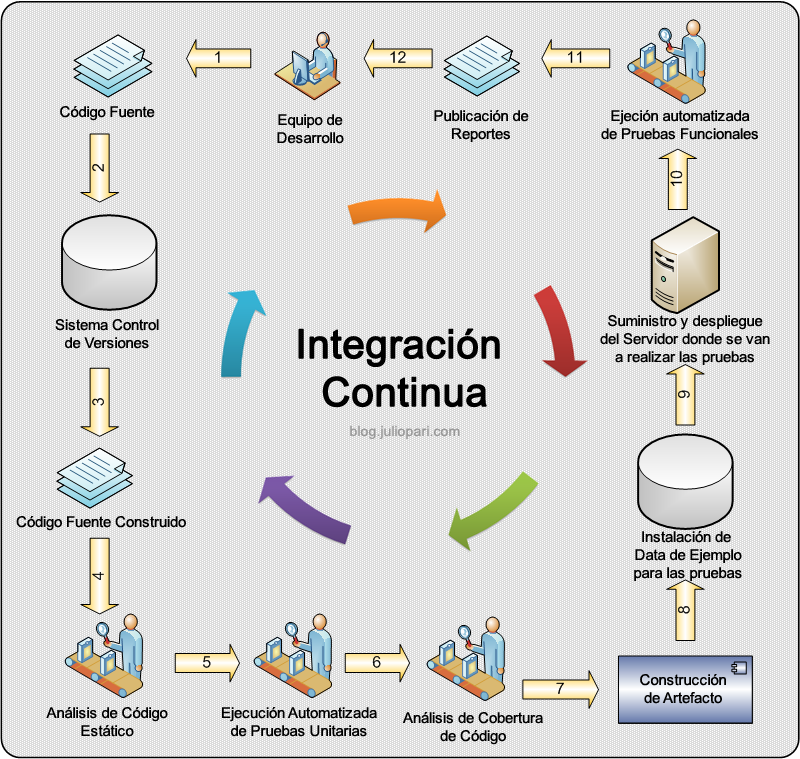 1
12
11
Código Fuente
Equipo de
Desarrollo
Publicación de
Reportes
Ejeción automatizada
de Pruebas Funcionales
2
10
Sistema Control
de Versiones
Suministro y despliegue
del Servidor donde se van
a realizar las pruebas
Integración
Continua
blog.juliopari.com
3
9
Código Fuente Construido
Instalación de
Data de Ejemplo
para las pruebas
4
8
5
6
7
Análisis de Código
Estático
Ejecución Automatizada
de Pruebas Unitarias
Análisis de Cobertura
de Código
Construcción
de Artefacto